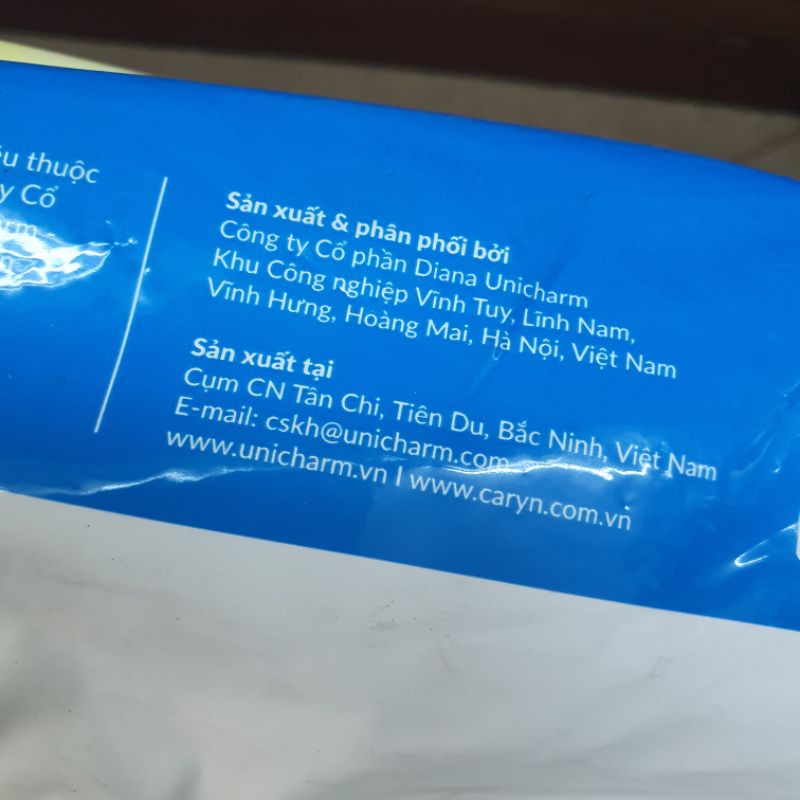 thuộc
y Cổ
Sản xuất & phân phối bởi
Công ty Cổ phần Diana Unicharm
Khu Công nghiệp Vĩnh Tuy, Lĩnh Nam,
Vĩnh Hưng, Hoàng Mai, Hà Nội, Việt Nam
Sản xuất tại
Cụm CN Tân Chi, Tiên Du, Bắc Ninh, Việt Nam
E-mail: cskh@unicharm.com
www.unicharm.vn I www.caryn.com.vn